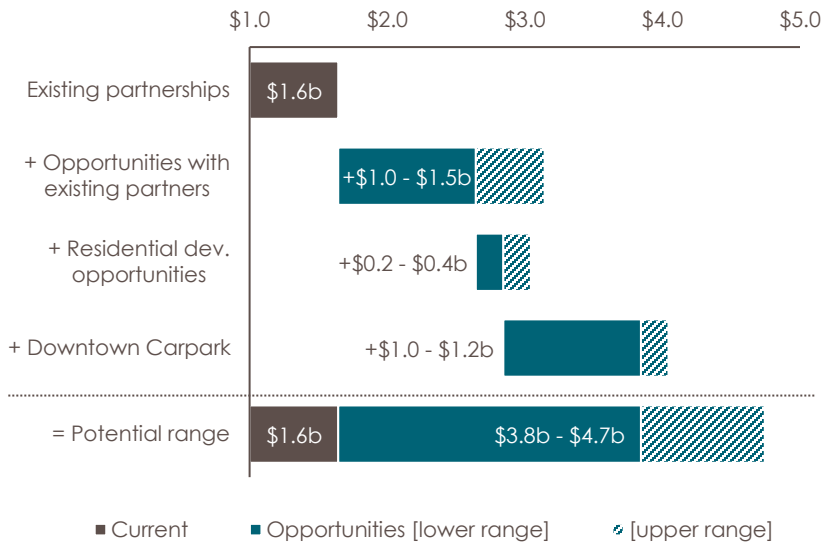 $1.0 $2.0 $3.0 $4.0 $5.0
Existing partnerships $1.6b
+ Opportunities with
existing partners
+$1.0 - $1.5b
+ Residential dev.
opportunities
+$0.2 - $0.4b
+ Downtown Carpark +$1.0 - $1.2b
= Potential range $1.6b $3.8b - $4.7b
Current Opportunities [lower range] [upper range]